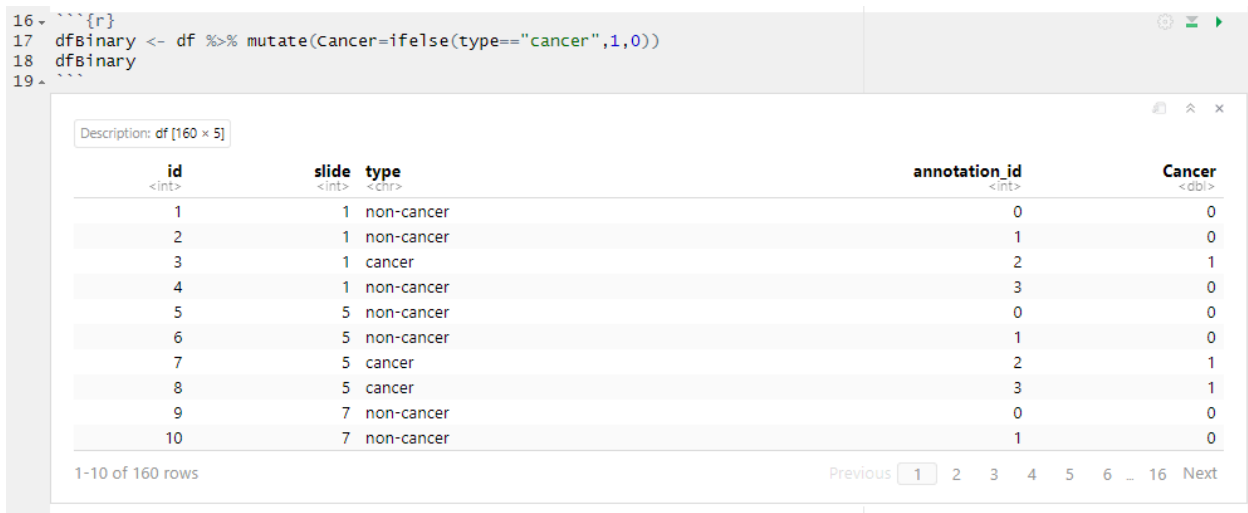 16 ```{r}
17 dfBinary <- df %>% mutate(Cancer=ifelse(type=="cancer",1,0))
18 dfBinary
19 ```
Description: df [160 × 5]
id slide type annotation_id Cancer
<int> <int> <chr> <int> <dbl>
1 1 non-cancer 0 0
2 1 non-cancer 1 0
3 1 cancer 2 1
4 1 non-cancer 3 0
5 5 non-cancer 0 0
6 5 non-cancer 1 0
7 5 cancer 2 1
8 5 cancer 3 1
9 7 non-cancer 0 0
10 7 non-cancer 1 0
1-10 of 160 rows Previous 1 2 3 4 5 6 ... 16 Next